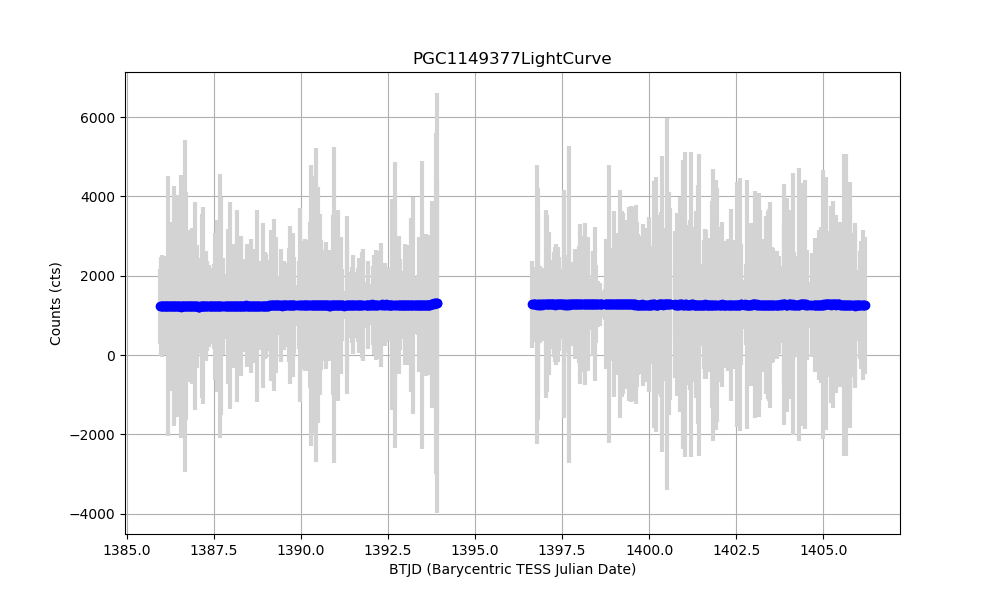 PGC1149377LightCurve
Counts (cts)
6000
4000
2000
0
−2000
−4000
1385.0 1387.5 1390.0 1392.5 1395.0 1397.5 1400.0 1402.5 1405.0
BTJD (Barycentric TESS Julian Date)